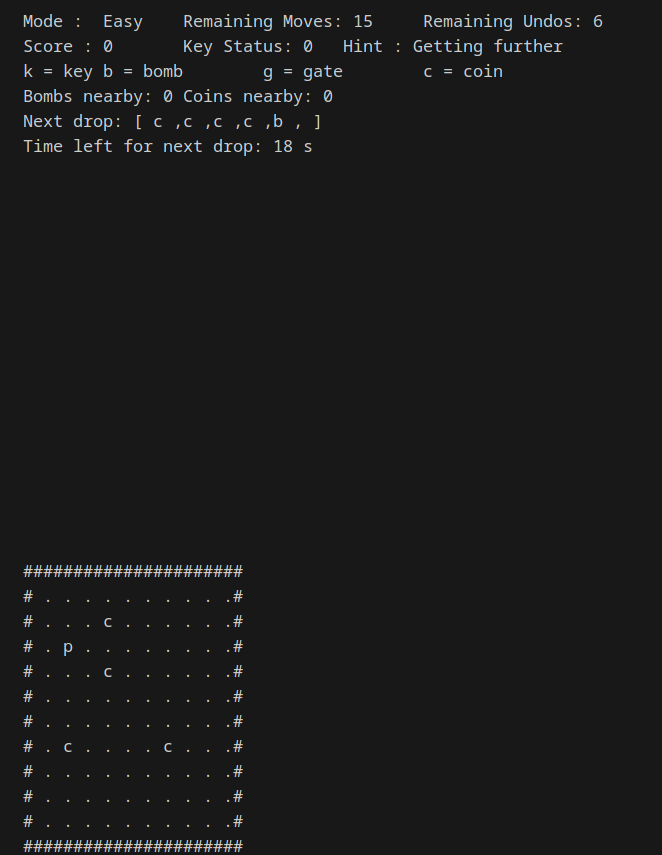 Mode :  Easy    Remaining Moves: 15     Remaining Undos: 6
Score : 0       Key Status: 0   Hint : Getting further
k = key b = bomb        g = gate        c = coin
Bombs nearby: 0 Coins nearby: 0
Next drop: [ c ,c ,c ,c ,b , ]
Time left for next drop: 18 s
######################
# . . . . . . . . . .#
# . . . c . . . . . .#
# . p . . . . . . . .#
# . . . c . . . . . .#
# . . . . . . . . . .#
# . . . . . . . . . .#
# . c . . . . c . . .#
# . . . . . . . . . .#
# . . . . . . . . . .#
# . . . . . . . . . .#
######################